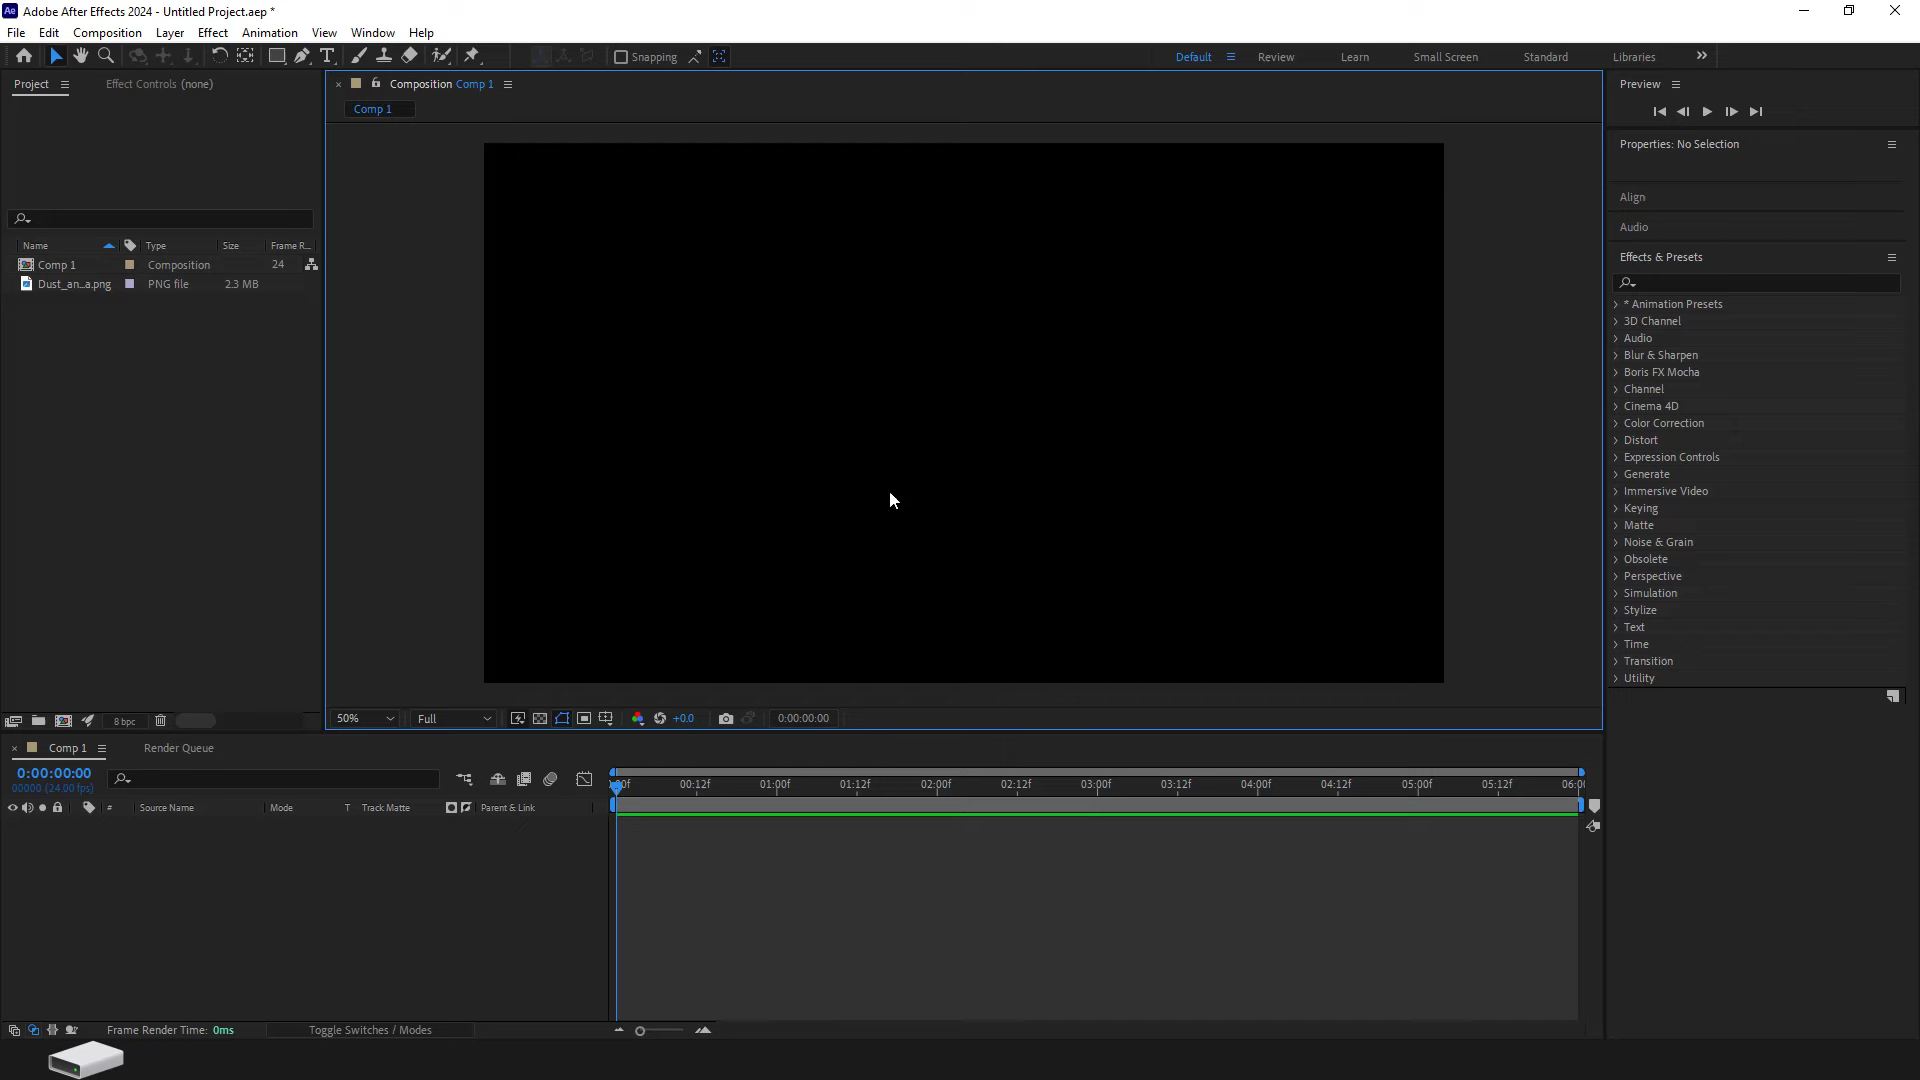 Adobe After Effects 2024 - Untitled Project.aep *
File Edit Composition Layer Effect Animation View Window Help
Snapping Default Review Learn Small Screen Standard Libraries
Project Effect Controls (none)
Composition Comp 1
Comp 1
Name Type Size Frame R...
Comp 1 Composition 24
Dust_an...a.png PNG file 2.3 MB
8 bpc
50% Full +0.0 0:00:00:00
Preview
Properties: No Selection
Align
Audio
Effects & Presets
* Animation Presets
3D Channel
Audio
Blur & Sharpen
Boris FX Mocha
Channel
Cinema 4D
Color Correction
Distort
Expression Controls
Generate
Immersive Video
Keying
Matte
Noise & Grain
Obsolete
Perspective
Simulation
Stylize
Text
Time
Transition
Utility
Comp 1 Render Queue
0:00:00:00
00000 (24.00 fps)
00:12f 01:00f 01:12f 02:00f 02:12f 03:00f 03:12f 04:00f 04:12f 05:00f 05:12f
# Source Name Mode T Track Matte Parent & Link
Frame Render Time: 0ms Toggle Switches / Modes